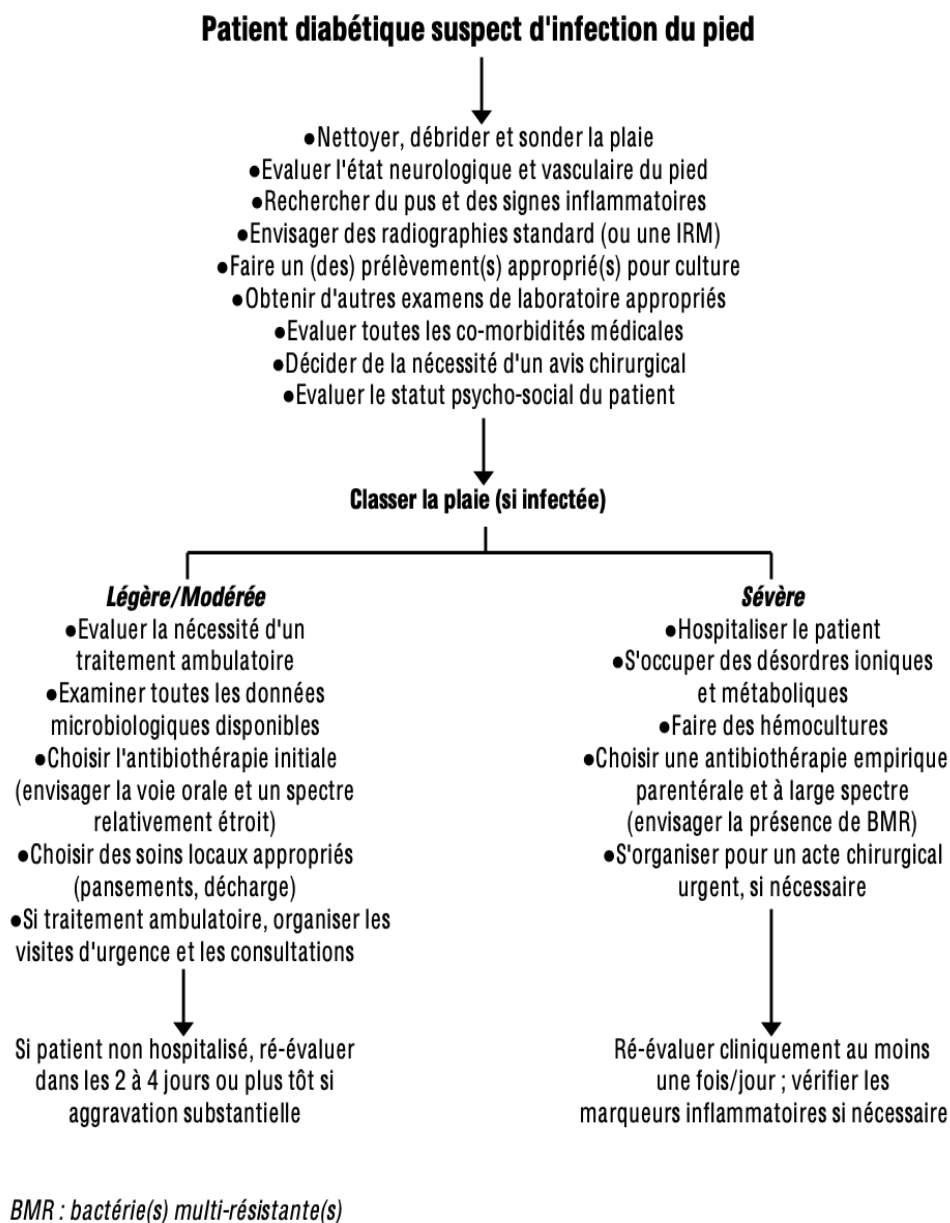 Patient diabétique suspect d'infection du pied
●Nettoyer, débrider et sonder la plaie
●Evaluer l'état neurologique et vasculaire du pied
●Rechercher du pus et des signes inflammatoires
●Envisager des radiographies standard (ou une IRM)
●Faire un (des) prélèvement(s) approprié(s) pour culture
●Obtenir d'autres examens de laboratoire appropriés
●Evaluer toutes les co-morbidités médicales
●Décider de la nécessité d'un avis chirurgical
●Evaluer le statut psycho-social du patient
Classer la plaie (si infectée)
Légère/Modérée
●Evaluer la nécessité d'un
traitement ambulatoire
●Examiner toutes les données
microbiologiques disponibles
●Choisir l'antibiothérapie initiale
(envisager la voie orale et un spectre
relativement étroit)
●Choisir des soins locaux appropriés
(pansements, décharge)
●Si traitement ambulatoire, organiser les
visites d'urgence et les consultations
Si patient non hospitalisé, ré-évaluer
dans les 2 à 4 jours ou plus tôt si
aggravation substantielle
Sévère
●Hospitaliser le patient
●S'occuper des désordres ioniques
et métaboliques
●Faire des hémocultures
●Choisir une antibiothérapie empirique
parentérale et à large spectre
(envisager la présence de BMR)
●S'organiser pour un acte chirurgical
urgent, si nécessaire
Ré-évaluer cliniquement au moins
une fois/jour ; vérifier les
marqueurs inflammatoires si nécessaire
BMR : bactérie(s) multi-résistante(s)